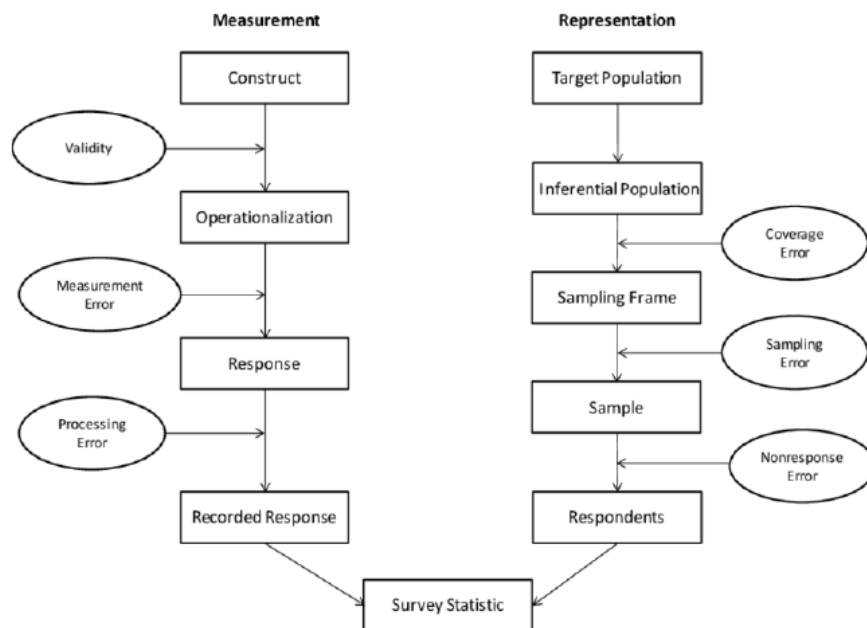 Measurement
Representation
Construct
Target Population
Validity
Inferential Population
Operationalization
Coverage
Error
Measurement
Error
Sampling Frame
Sampling
Error
Response
Sample
Processing
Error
Nonresponse
Error
Recorded Response
Respondents
Survey Statistic